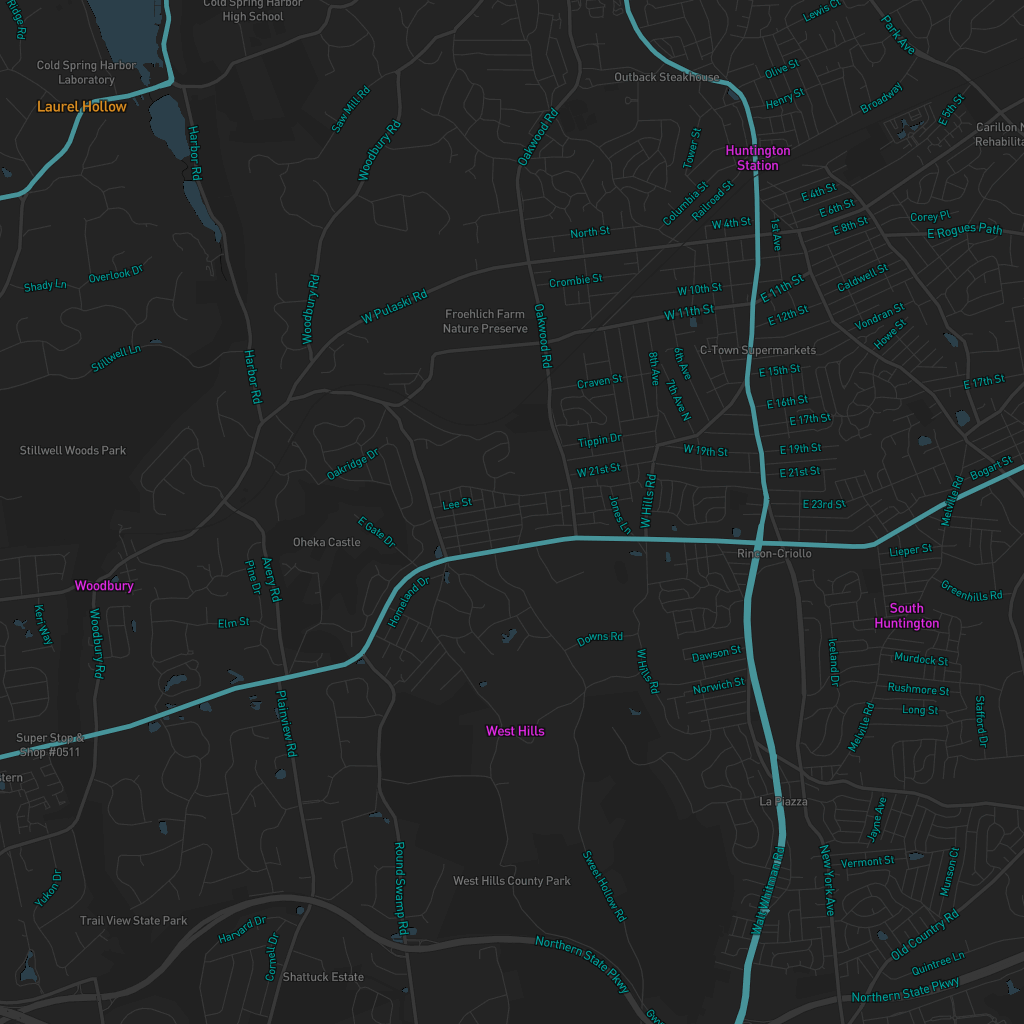 Ridge Rd
Cold Spring Harbor
High School
Lewis Ct
Park Ave
Cold Spring Harbor
Laboratory
Outback Steakhouse
Olive St
Laurel Hollow
Saw Mill Rd
Henry St
Broadway
E 5th St
Harbor Rd
Woodbury Rd
Oakwood Rd
Tower St
Huntington
Station
Columbia St
Railroad St
E 4th St
E 6th St
E 8th St
Corey Pl
E Rogues Path
North St
W 4th St
1st Ave
Shady Ln
Overlook Dr
Woodbury Rd
W Pulaski Rd
Crombie St
W 10th St
E 11th St
Caldwell St
Froehlich Farm
Nature Preserve
Oakwood Rd
W 11th St
E 12th St
Vondran St
Howe St
Stillwell Ln
Harbor Rd
C-Town Supermarkets
8th Ave
6th Ave
7th Ave N
E 15th St
Craven St
E 17th St
E 16th St
E 17th St
Stillwell Woods Park
Oakridge Dr
Tippin Dr
W 19th St
E 19th St
W 21st St
E 21st St
Bogart St
Melville Rd
Lee St
Jones Ln
W Hills Rd
E 23rd St
E Gate Dr
Oheka Castle
Rincon-Criollo
Lieper St
Woodbury
Pine Dr
Avery Rd
Homeland Dr
Greenhills Rd
South
Huntington
Keri Way
Woodbury Rd
Elm St
Downs Rd
W Hills Rd
Dawson St
Iceland Dr
Murdock St
Norwich St
Rushmore St
Long St
Stafford Dr
Plainview Rd
Melville Rd
West Hills
Super Stop &
Shop #0511
La Piazza
Jayne Ave
Round Swamp Rd
Sweet Hollow Rd
Walt Whitman Rd
New York Ave
Vermont St
Munson Ct
Yukon Dr
West Hills County Park
Trail View State Park
Harvard Dr
Cornall Dr
Northern State Pkwy
Old Country Rd
Quintree Ln
Shattuck Estate
Northern State Pkwy